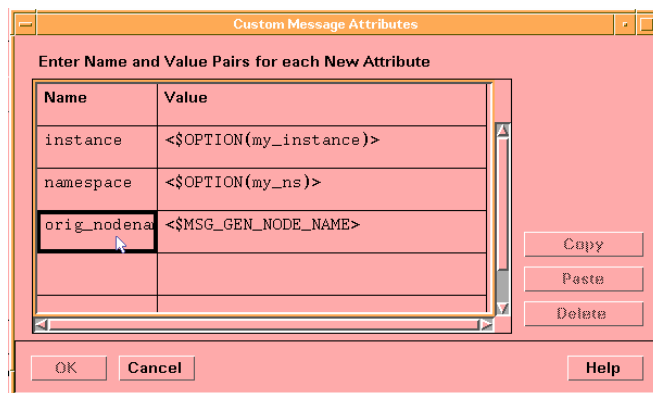 Custom Message Attributes
Enter Name and Value Pairs for each New Attribute
Name Value
instance <$OPTION(my_instance)>
namespace <$OPTION(my_ns)>
orig_nodena <$MSG_GEN_NODE_NAME>
Copy
Paste
Delete
OK Cancel Help